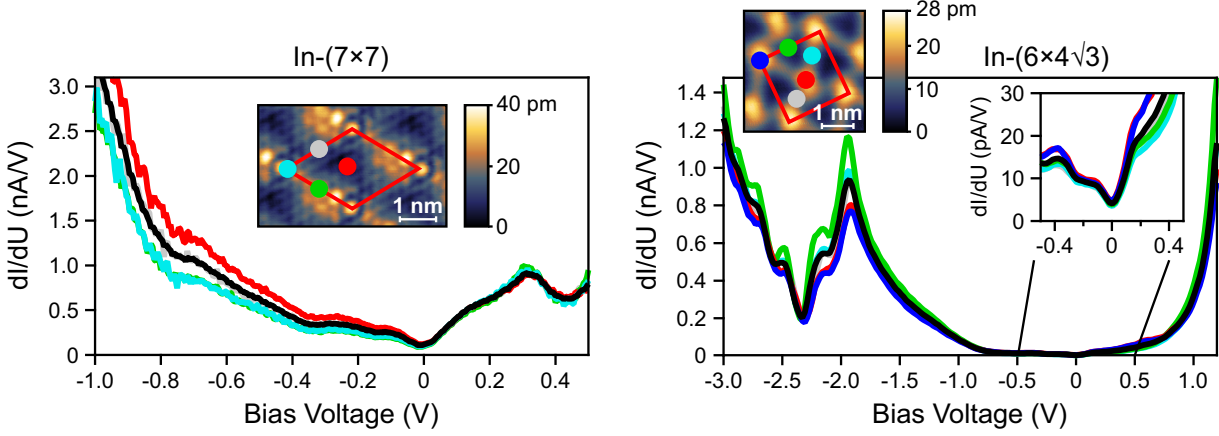 In-(7×7)
dI/dU (nA/V)
3.0
2.5
2.0
1.5
1.0
0.5
0
-1.0 -0.8 -0.6 -0.4 -0.2 0 0.2 0.4
Bias Voltage (V)
1 nm
40 pm
20
0
In-(6×4√3)
dI/dU (nA/V)
1.4
1.2
1.0
0.8
0.6
0.4
0.2
0
-3.0 -2.5 -2.0 -1.5 -1.0 -0.5 0 0.5 1.0
Bias Voltage (V)
1 nm
28 pm
20
10
0
dI/dU (pA/V)
30
20
10
0
-0.4 0 0.4